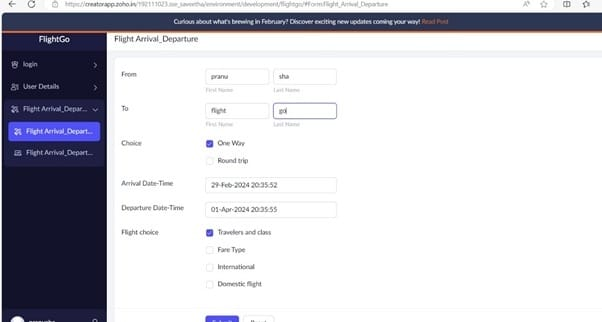 https://creatorapp.zoho.in/192111023.sse_saveetha/environment/development/flightgo/#Form:Flight_Arrival_Departure
Curious about what's brewing in February? Discover exciting new updates coming your way! Read Post
FlightGo
Flight Arrival_Departure
login
User Details
Flight Arrival_Depar...
Flight Arrival_Depart...
Flight Arrival_Depart...
From
pranu
sha
First Name
Last Name
To
flight
go
First Name
Last Name
Choice
One Way
Round trip
Arrival Date-Time
29-Feb-2024 20:35:52
Departure Date-Time
01-Apr-2024 20:35:55
Flight choice
Travelers and class
Fare Type
International
Domestic flight